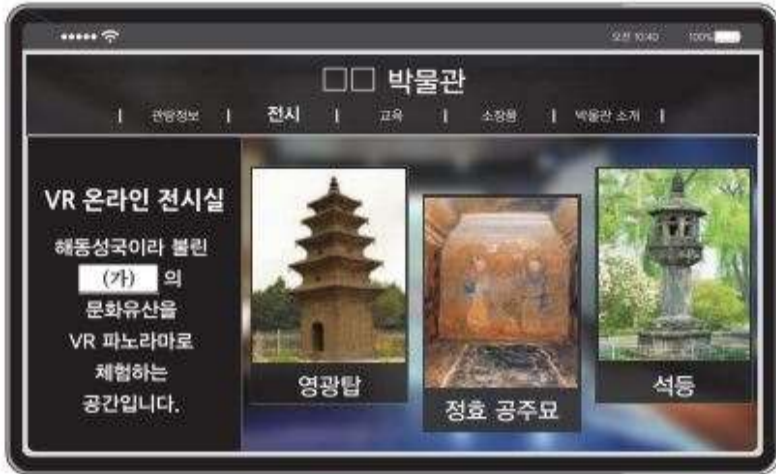 오전 10:40 100%
□□ 박물관
| 관람정보 | 전시 | 교육 | 소장품 | 박물관 소개 |
VR 온라인 전시실
해동성국이라 불린
(가) 의
문화유산을
VR 파노라마로
체험하는
공간입니다.
영광탑
정효 공주묘
석등